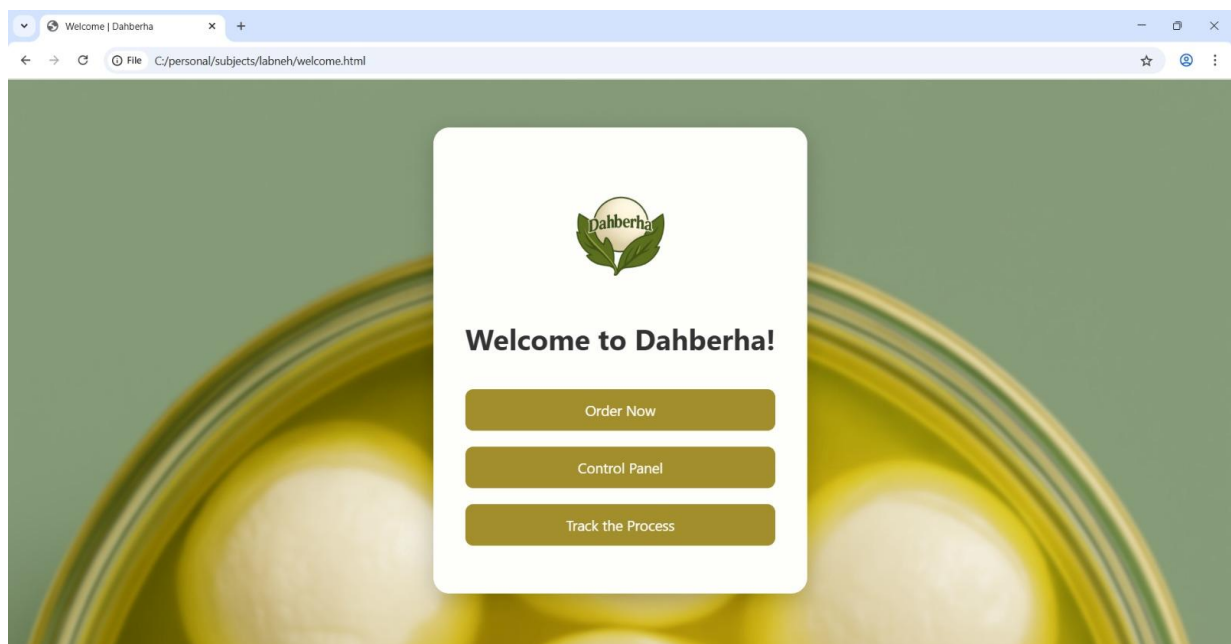 Welcome | Dahberha
File C:/personal/subjects/labneh/welcome.html
Dahberha
Welcome to Dahberha!
Order Now
Control Panel
Track the Process